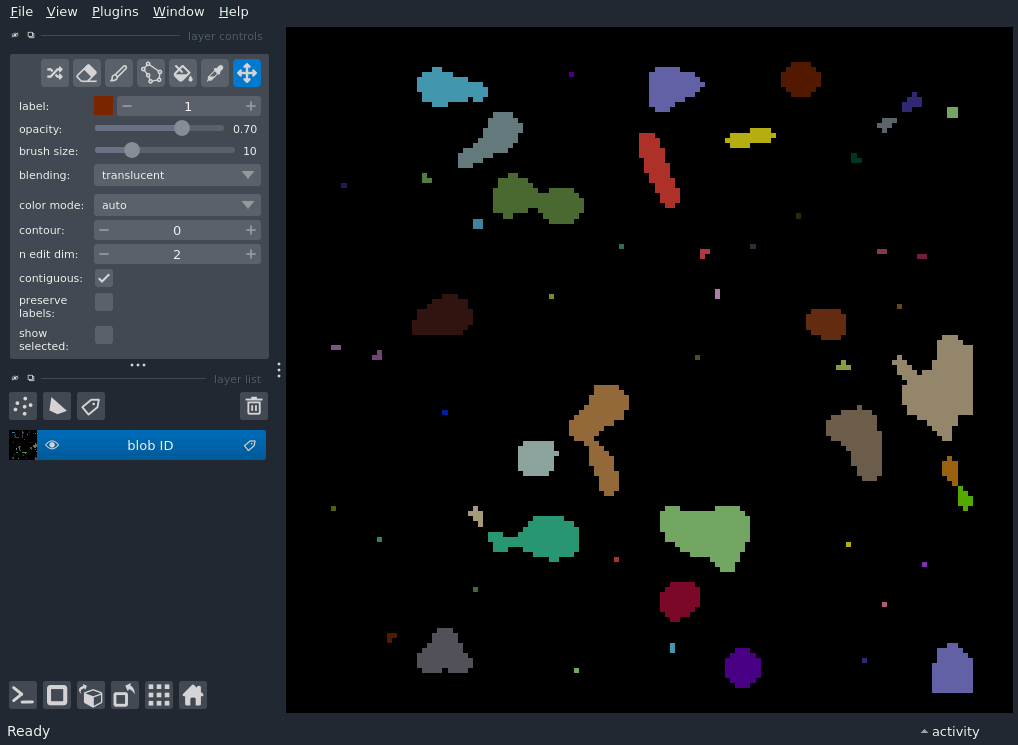 File View Plugins Window Help
layer controls
label: 1
opacity: 0.70
brush size: 10
blending: translucent
color mode: auto
contour: 0
n edit dim: 2
contiguous:
preserve
labels:
show
selected:
layer list
blob ID
Ready
activity